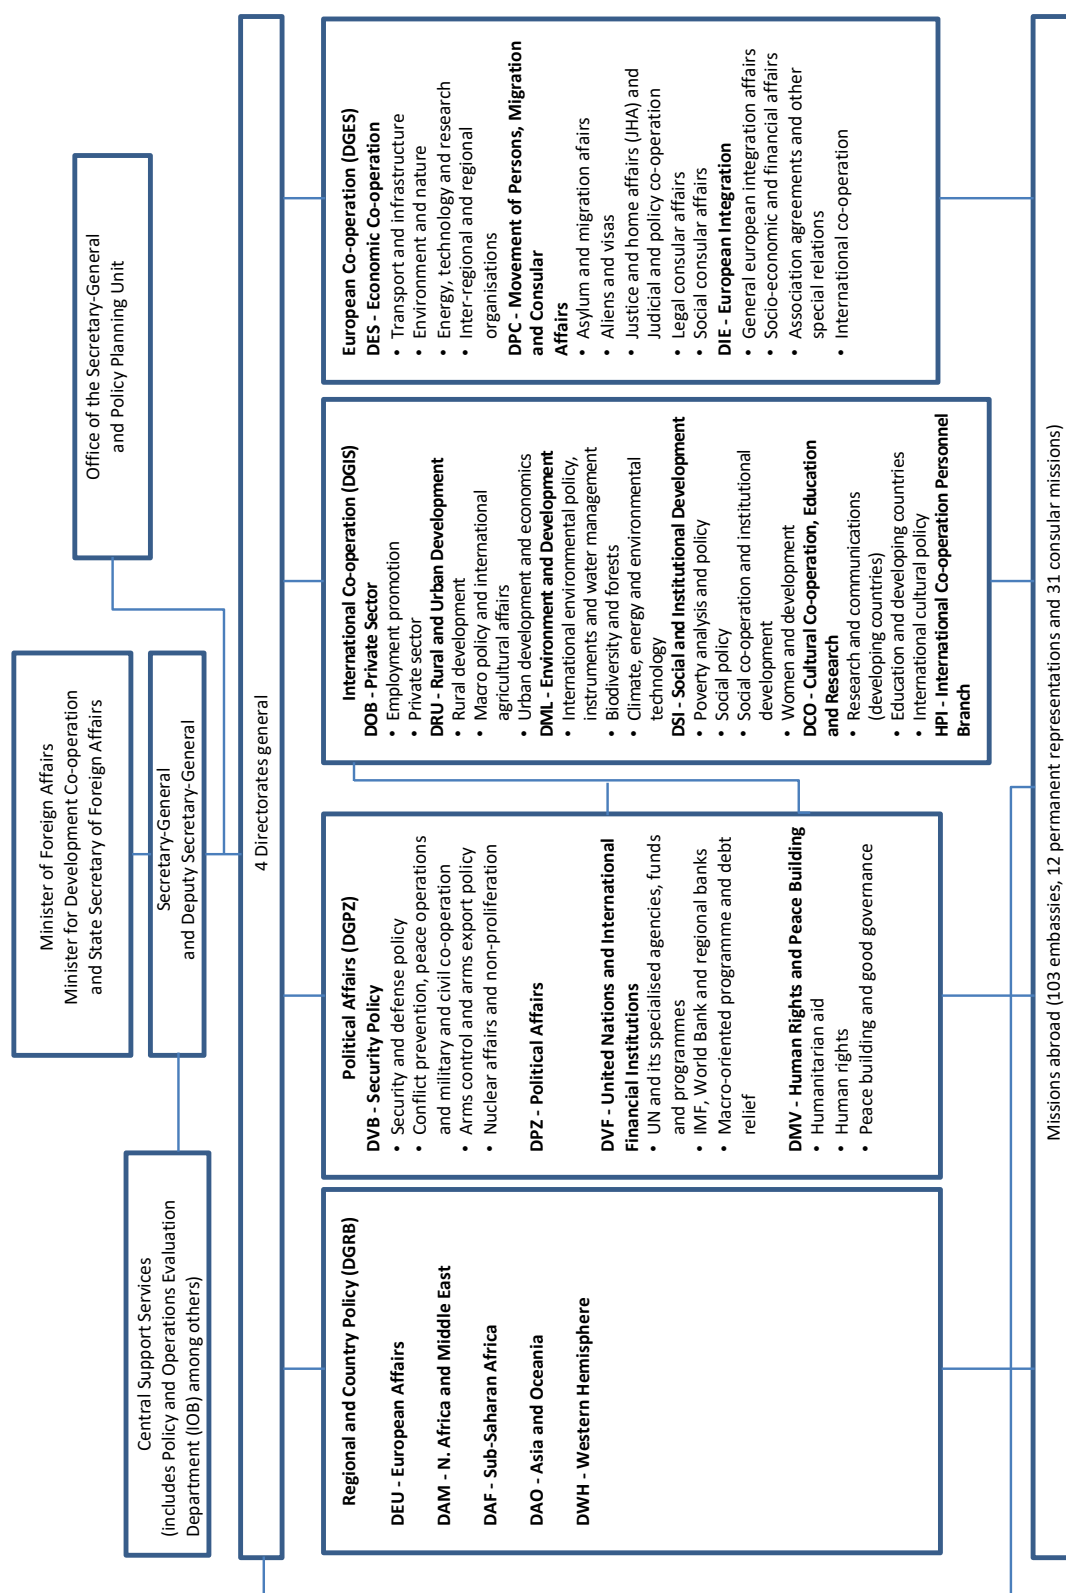 Office of the Secretary-General
and Policy Planning Unit
Minister of Foreign Affairs
Minister for Development Co-operation
and State Secretary of Foreign Affairs
Secretary-General
and Deputy Secretary-General
Central Support Services
(includes Policy and Operations Evaluation
Department (IOB) among others)
4 Directorates general
Regional and Country Policy (DGRB)
DEU - European Affairs
DAM - N. Africa and Middle East
DAF - Sub-Saharan Africa
DAO - Asia and Oceania
DWH - Western Hemisphere
Political Affairs (DGPZ)
DVB - Security Policy
• Security and defense policy
• Conflict prevention, peace operations
and military and civil co-operation
• Arms control and arms export policy
• Nuclear affairs and non-proliferation
DPZ - Political Affairs
DVF - United Nations and International
Financial Institutions
• UN and its specialised agencies, funds
and programmes
• IMF, World Bank and regional banks
• Macro-oriented programme and debt
relief
DMV - Human Rights and Peace Building
• Humanitarian aid
• Human rights
• Peace building and good governance
International Co-operation (DGIS)
DOB - Private Sector
• Employment promotion
• Private sector
DRU - Rural and Urban Development
• Rural development
• Macro policy and international
agricultural affairs
• Urban development and economics
DML - Environment and Development
• International environmental policy,
instruments and water management
• Biodiversity and forests
• Climate, energy and environmental
technology
DSI - Social and Institutional Development
• Poverty analysis and policy
• Social policy
• Social co-operation and institutional
development
• Women and development
DCO - Cultural Co-operation, Education
and Research
• Research and communications
(developing countries)
• Education and developing countries
• International cultural policy
HPI - International Co-operation Personnel
Branch
European Co-operation (DGES)
DES - Economic Co-operation
• Transport and infrastructure
• Environment and nature
• Energy, technology and research
• Inter-regional and regional
organisations
DPC - Movement of Persons, Migration
and Consular
Affairs
• Asylum and migration afairs
• Aliens and visas
• Justice and home affairs (JHA) and
Judicial and policy co-operation
• Legal consular affairs
• Social consular affairs
DIE - European Integration
• General european integration affairs
• Socio-economic and financial affairs
• Association agreements and other
special relations
• International co-operation
Missions abroad (103 embassies, 12 permanent representations and 31 consular missions)